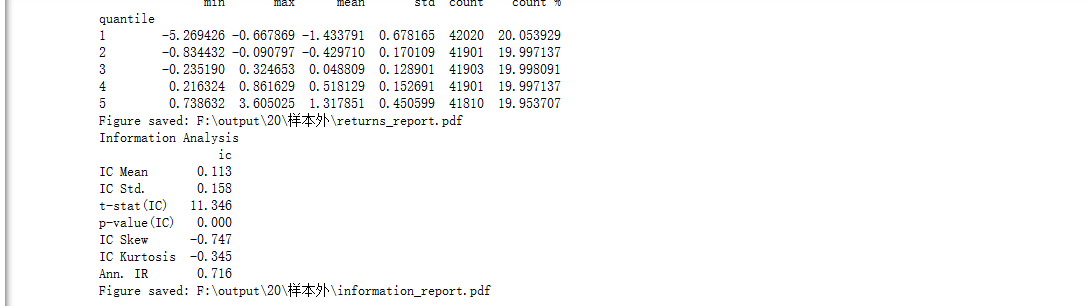 min max mean std count count %
quantile
1 -5.269426 -0.667869 -1.433791 0.678165 42020 20.053929
2 -0.834432 -0.090797 -0.429710 0.170109 41901 19.997137
3 -0.235190 0.324653 0.048809 0.128901 41903 19.998091
4 0.216324 0.861629 0.518129 0.152691 41901 19.997137
5 0.738632 3.605025 1.317851 0.450599 41810 19.953707
Figure saved: F:\output\20\样本外\returns_report.pdf
Information Analysis
ic
IC Mean 0.113
IC Std. 0.158
t-stat(IC) 11.346
p-value(IC) 0.000
IC Skew -0.747
IC Kurtosis -0.345
Ann. IR 0.716
Figure saved: F:\output\20\样本外\information_report.pdf